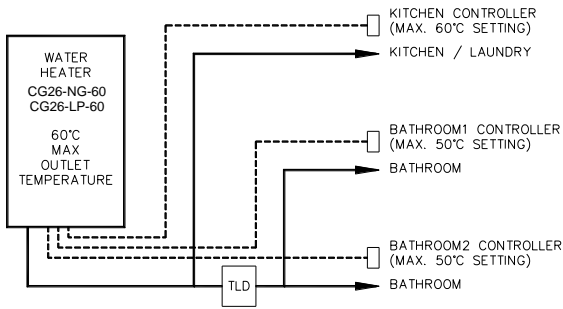 WATER
HEATER
CG26-NG-60
CG26-LP-60
60°C
MAX
OUTLET
TEMPERATURE
KITCHEN CONTROLLER
(MAX. 60°C SETTING)
KITCHEN / LAUNDRY
BATHROOM1 CONTROLLER
(MAX. 50°C SETTING)
BATHROOM
BATHROOM2 CONTROLLER
(MAX. 50°C SETTING)
TLD
BATHROOM